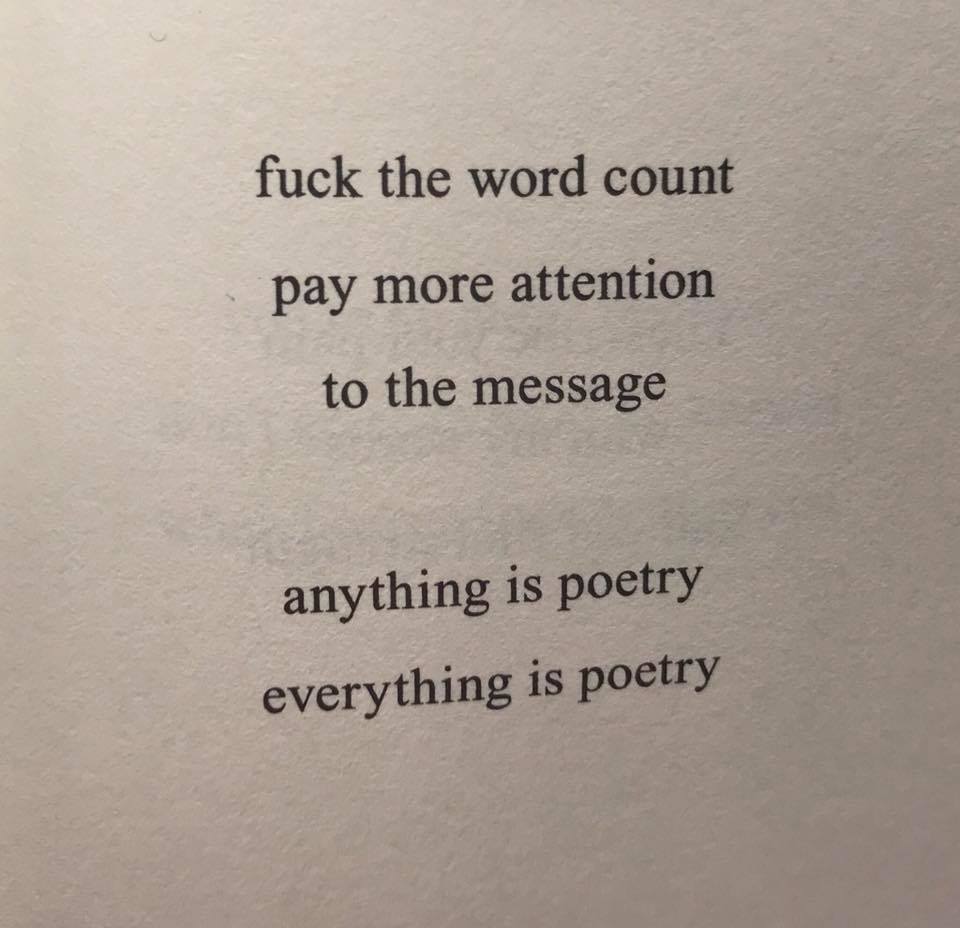 fuck the word count
pay more attention
to the message
anything is poetry
everything is poetry